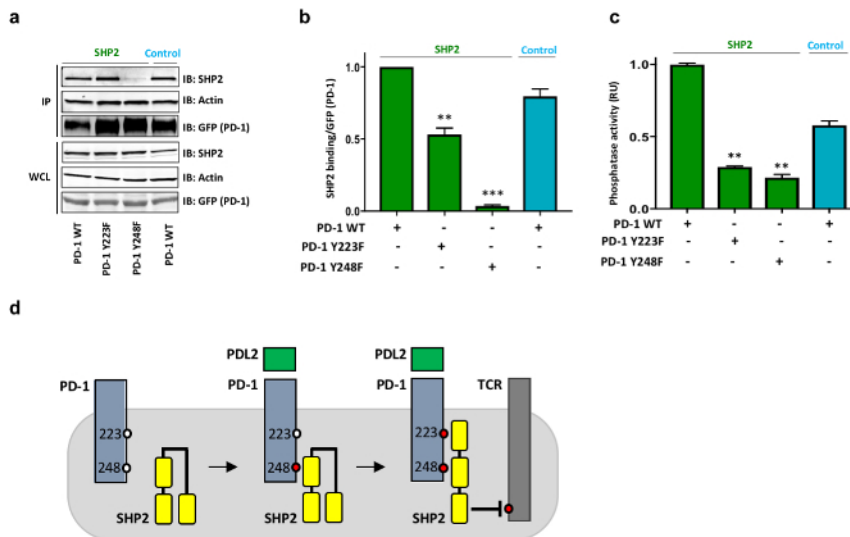 a
SHP2 Control
IP
IB: SHP2
IB: Actin
IB: GFP (PD-1)
WCL
IB: SHP2
IB: Actin
IB: GFP (PD-1)
PD-1 WT
PD-1 Y223F
PD-1 Y248F
PD-1 WT
b
SHP2 Control
SHP2 binding/GFP (PD-1)
1.0
0.5
0.0
**
***
PD-1 WT + - - +
PD-1 Y223F - + - -
PD-1 Y248F - - + -
c
SHP2 Control
Phosphatase activity (RU)
1.0
0.5
0.0
**
**
PD-1 WT + - - +
PD-1 Y223F - + - -
PD-1 Y248F - - + -
d
PD-1
223
248
SHP2
PDL2
PD-1
223
248
SHP2
PDL2
PD-1
TCR
223
248
SHP2